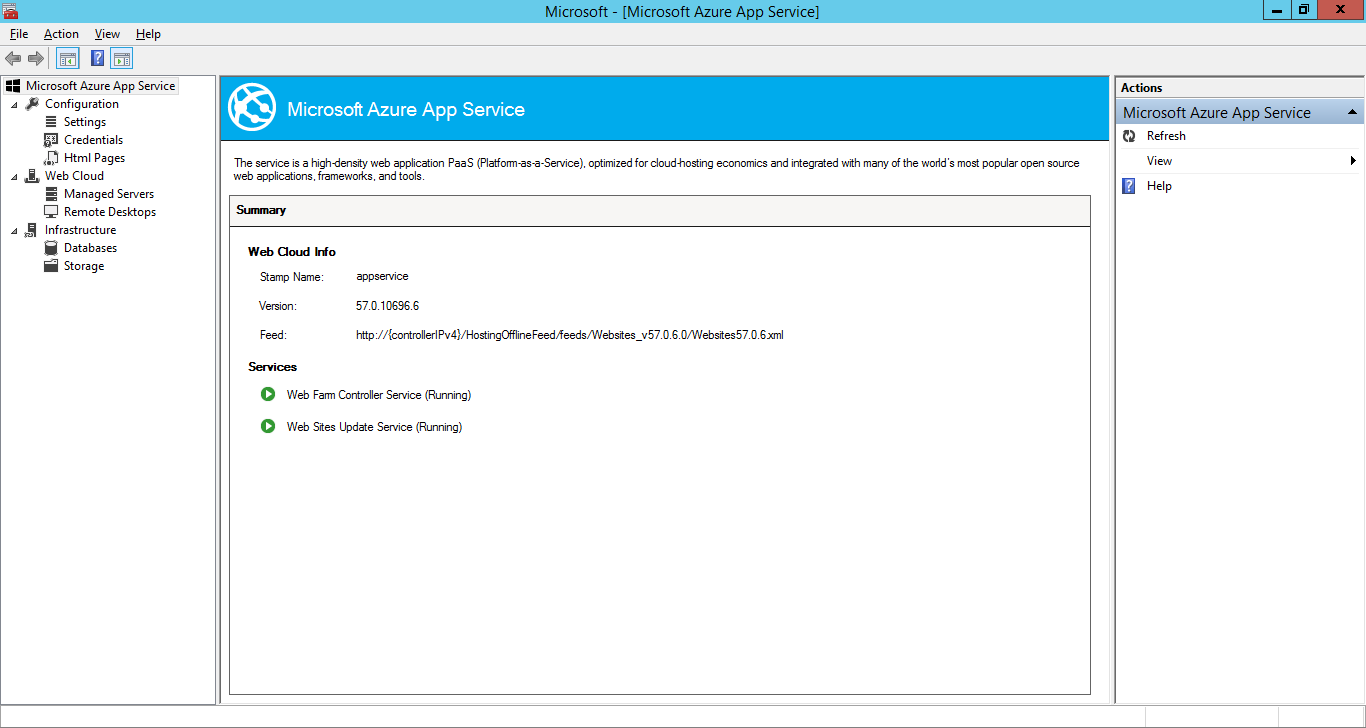 Microsoft - [Microsoft Azure App Service]
File Action View Help
Microsoft Azure App Service
Configuration
Settings
Credentials
Html Pages
Web Cloud
Managed Servers
Remote Desktops
Infrastructure
Databases
Storage
Microsoft Azure App Service
The service is a high-density web application PaaS (Platform-as-a-Service), optimized for cloud-hosting economics and integrated with many of the world's most popular open source
web applications, frameworks, and tools.
Summary
Web Cloud Info
Stamp Name: appservice
Version: 57.0.10696.6
Feed: http://{controllerIPv4}/HostingOfflineFeed/feeds/Websites_v57.0.6.0/Websites57.0.6.xml
Services
Web Farm Controller Service (Running)
Web Sites Update Service (Running)
Actions
Microsoft Azure App Service
Refresh
View
Help